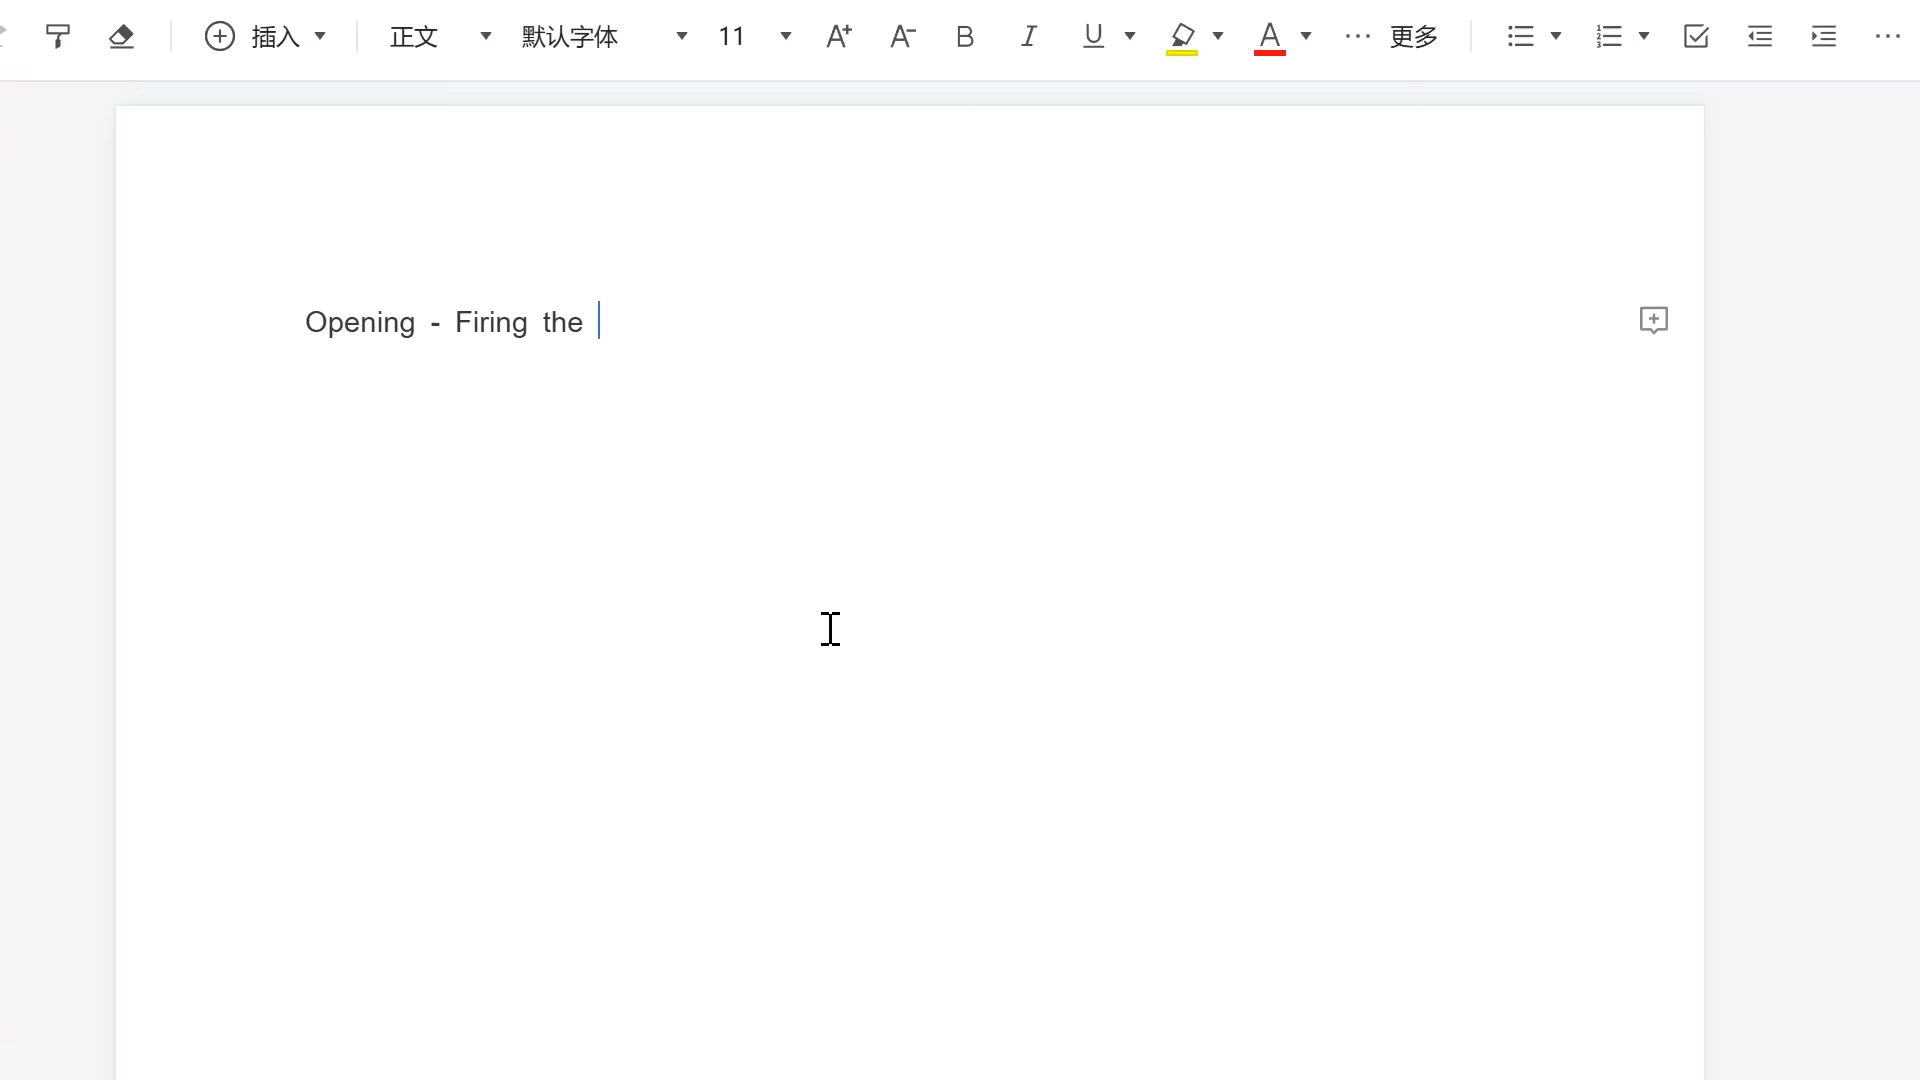 插入 正文 默认字体 11 A+ A- B I U A 更多
Opening - Firing the